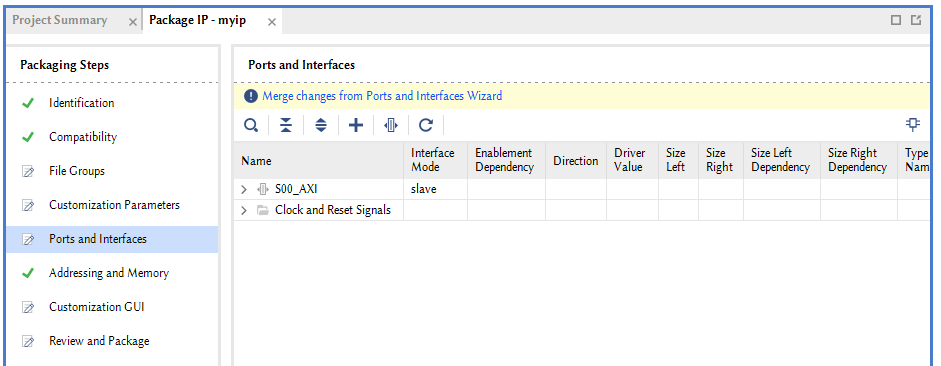 Project Summary
Package IP - myip
Packaging Steps
Identification
Compatibility
File Groups
Customization Parameters
Ports and Interfaces
Addressing and Memory
Customization GUI
Review and Package
Ports and Interfaces
Merge changes from Ports and Interfaces Wizard
Name
Interface
Mode
Enablement
Dependency
Direction
Driver
Value
Size
Left
Size
Right
Size Left
Dependency
Size Right
Dependency
Type
Nam
S00_AXI
slave
Clock and Reset Signals